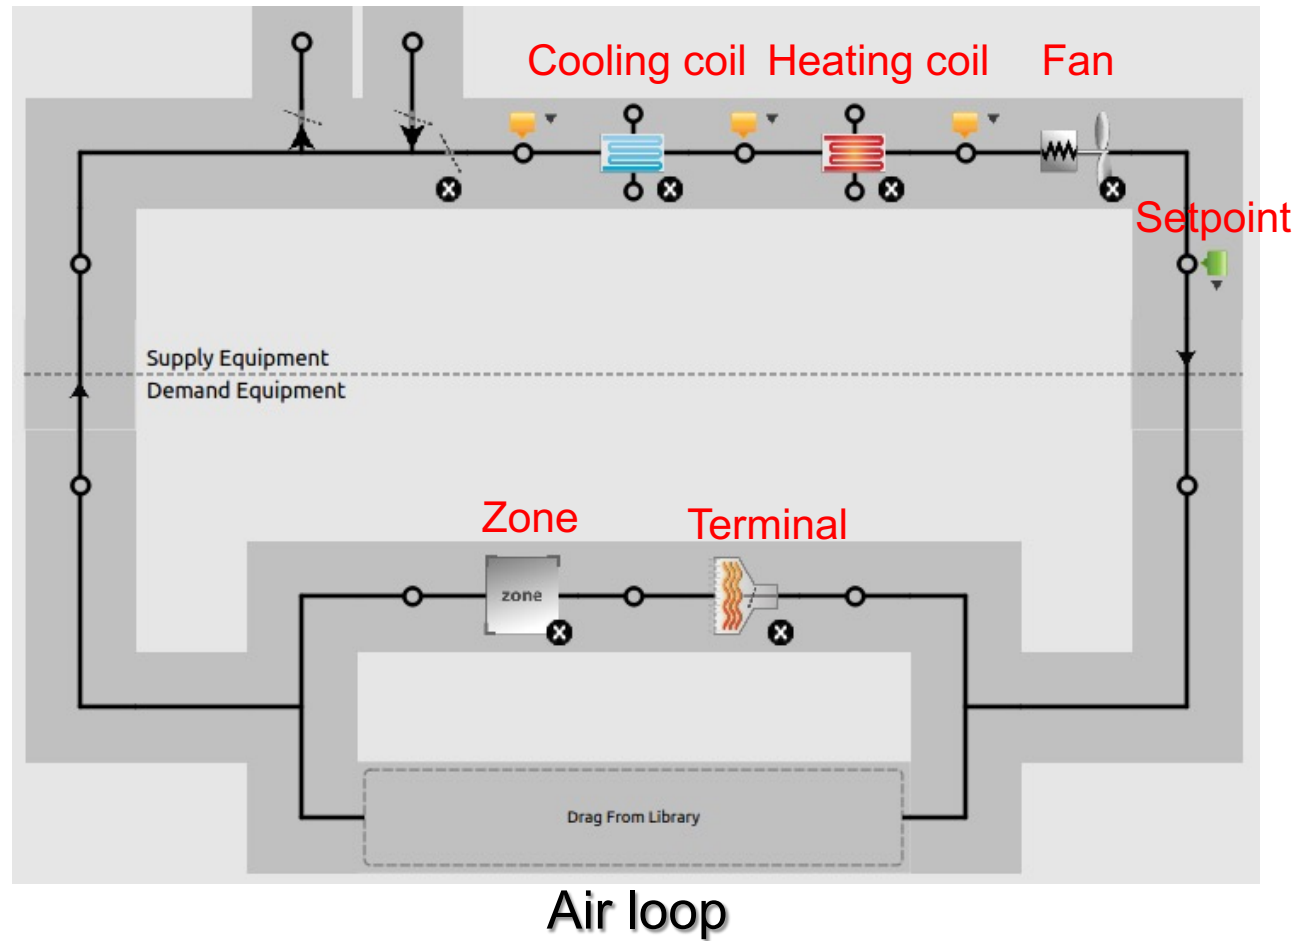 Cooling coil Heating coil Fan
Setpoint
Supply Equipment
Demand Equipment
Zone Terminal
zone
Drag From Library
Air loop